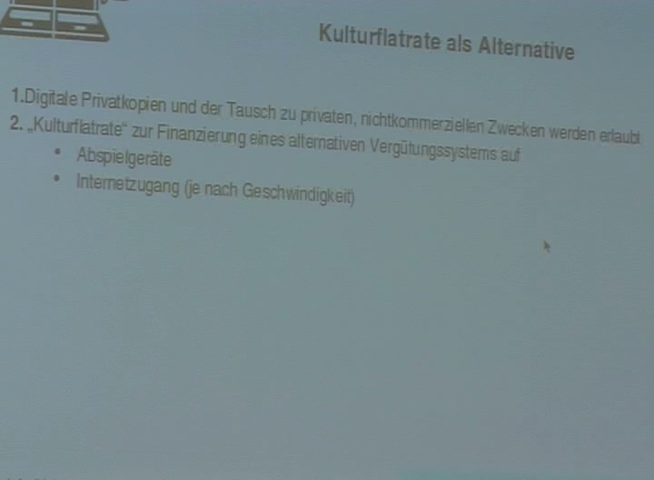 Kulturflatrate als Alternative
1.Digitale Privatkopien und der Tausch zu privaten, nichtkommerziellen Zwecken werden erlaubt
2. „Kulturflatrate“ zur Finanzierung eines alternativen Vergütungssystems auf
• Abspielgeräte
• Internetzugang (je nach Geschwindigkeit)